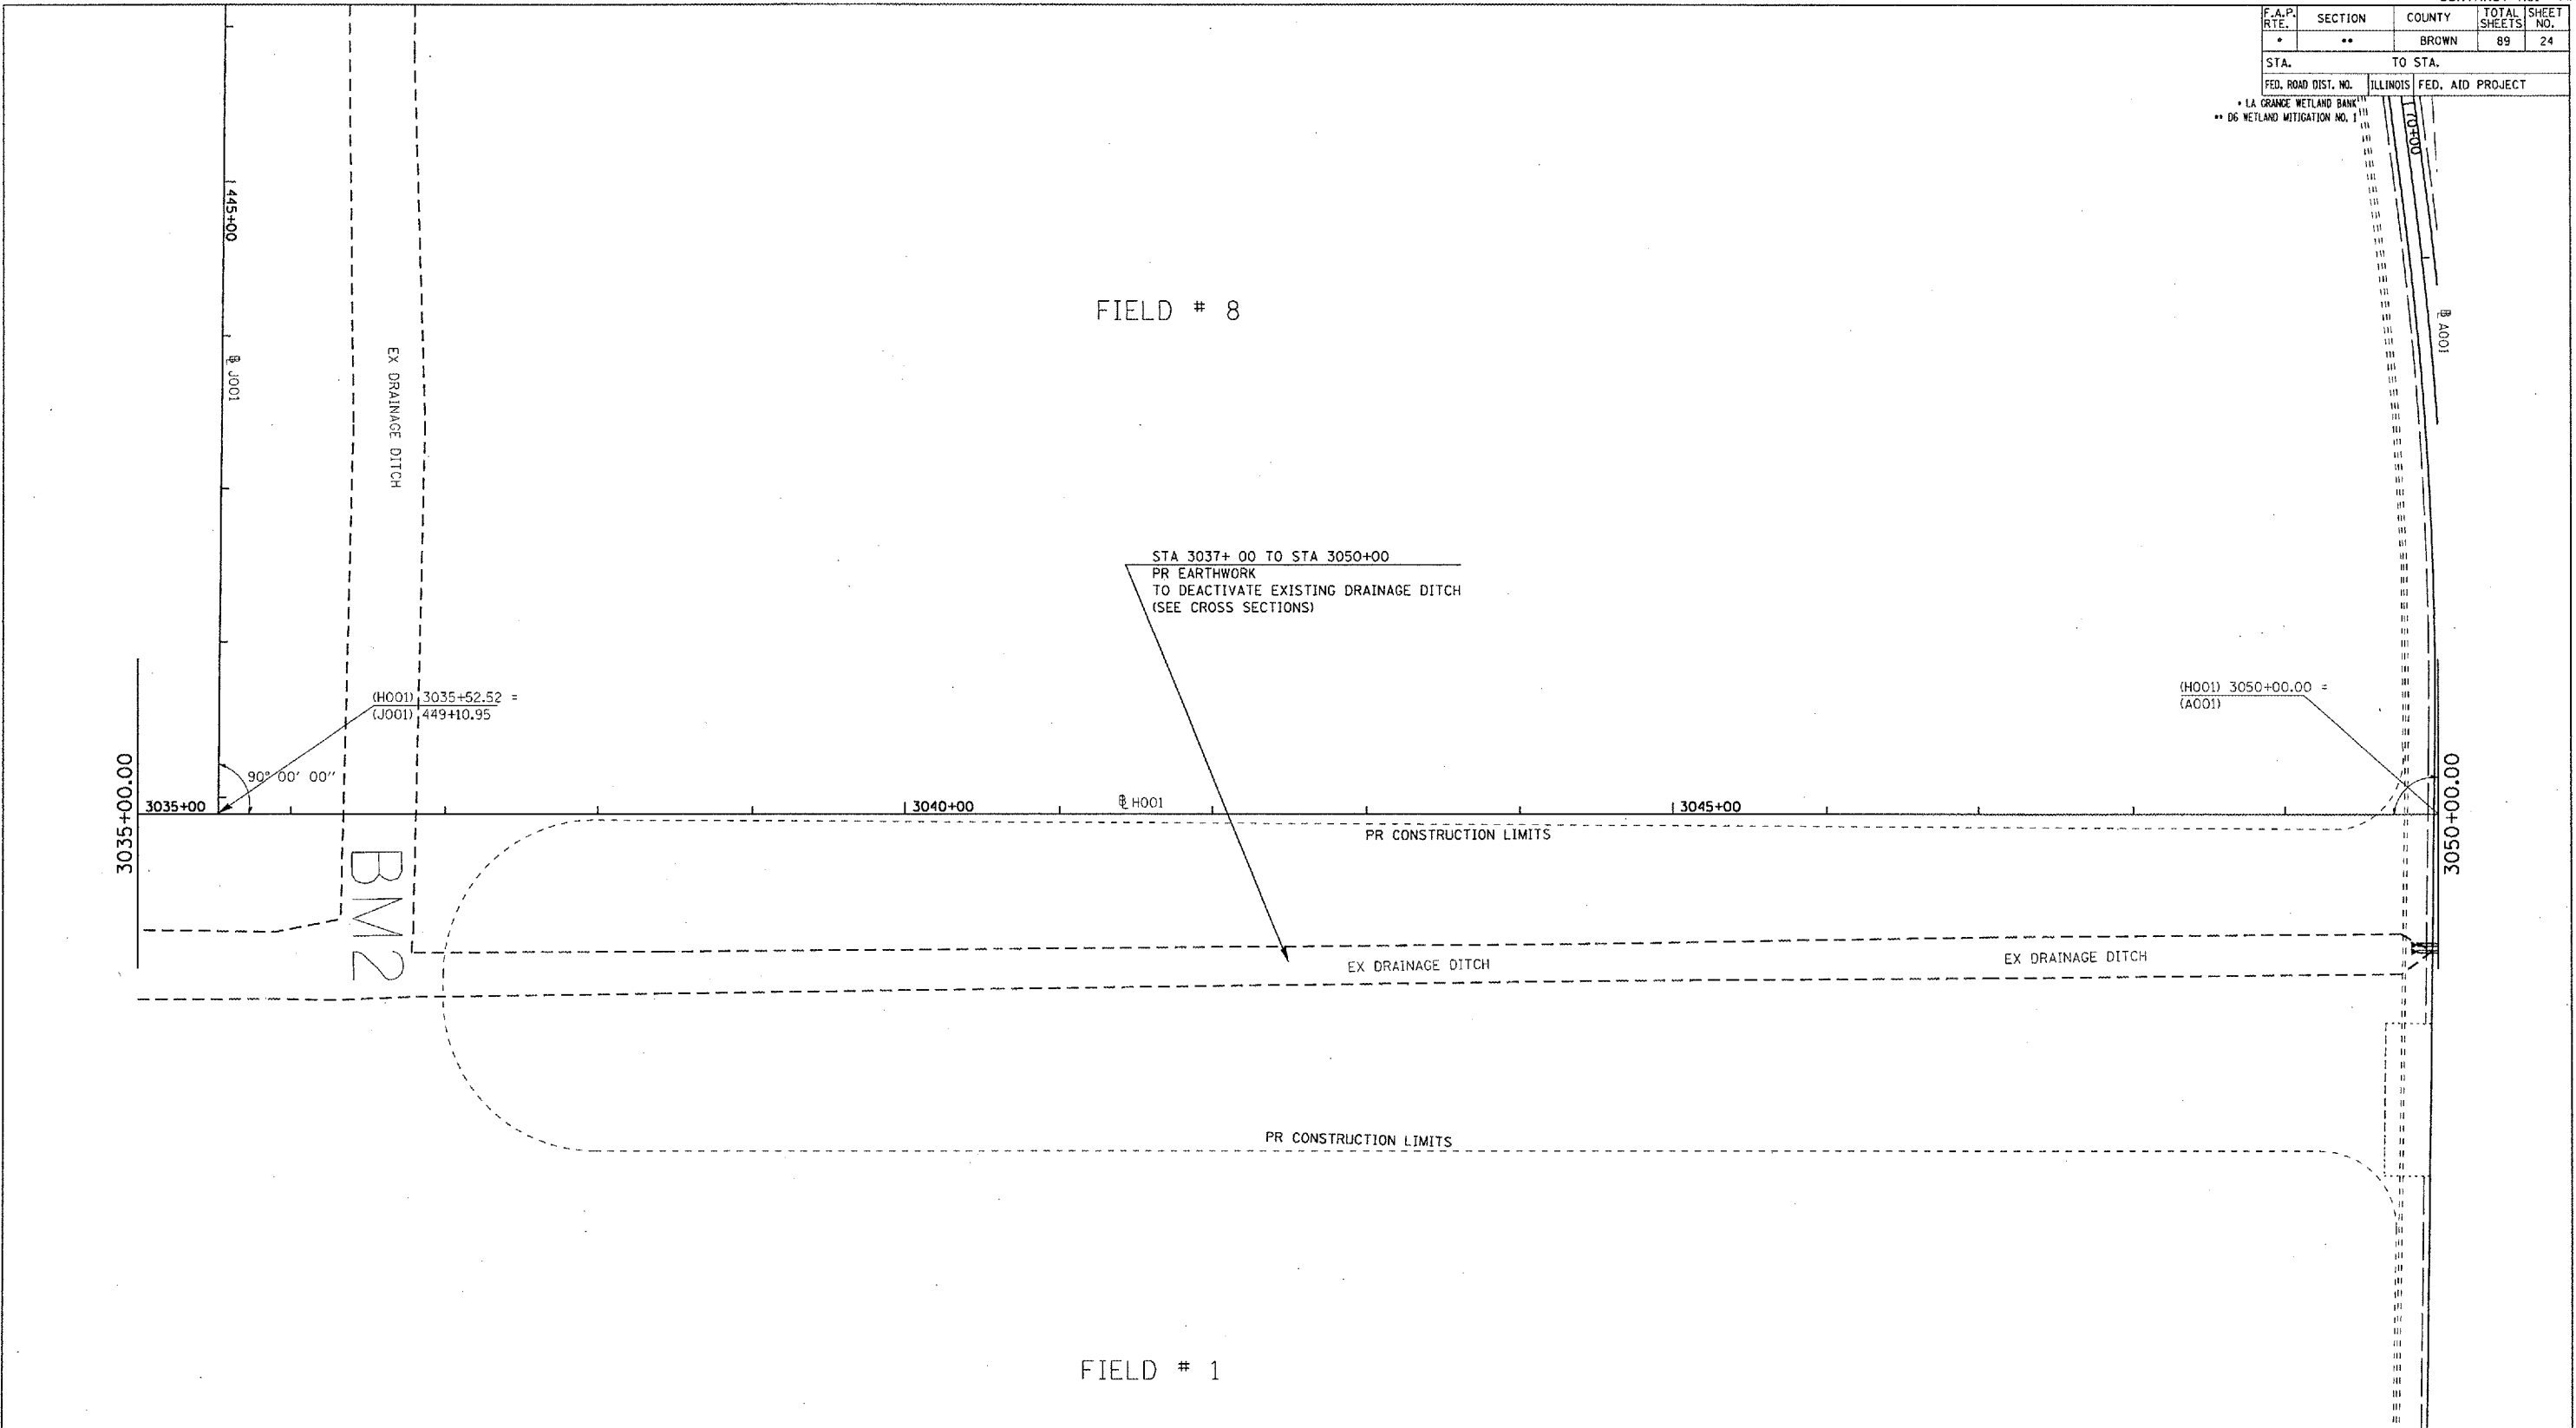 F.A.P. RTE. SECTION COUNTY TOTAL SHEETS SHEET NO.
* ** BROWN 89 24
STA. TO STA.
FED. ROAD DIST. NO. ILLINOIS FED. AID PROJECT
* LA GRANGE WETLAND BANK
** D6 WETLAND MITIGATION NO. 1
170+00
445+00
FIELD # 8
A001
J001
EX DRAINAGE DITCH
STA 3037+ 00 TO STA 3050+00
PR EARTHWORK
TO DEACTIVATE EXISTING DRAINAGE DITCH
(SEE CROSS SECTIONS)
(H001) 3035+52.52 =
(J001) 449+10.95
(H001) 3050+00.00 =
(A001)
90° 00' 00"
3035+00.00
3035+00
3040+00
H001
3045+00
3050+00.00
PR CONSTRUCTION LIMITS
BM2
EX DRAINAGE DITCH
EX DRAINAGE DITCH
PR CONSTRUCTION LIMITS
FIELD # 1